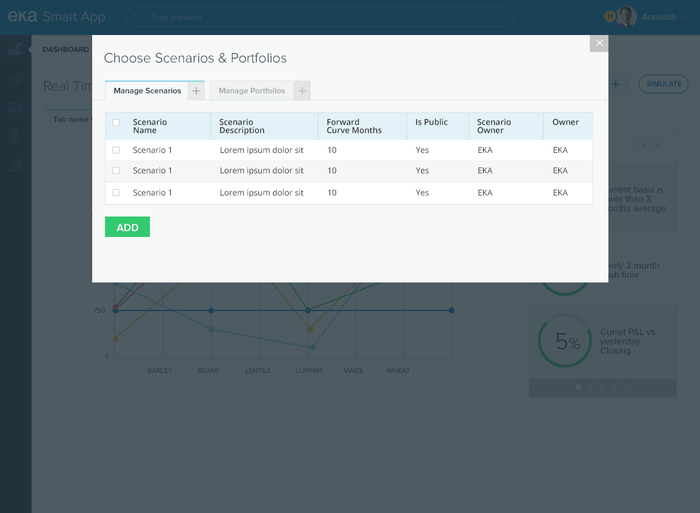 eka Smart App
Type keyword
11
Aravindh
DASHBOARD
Choose Scenarios & Portfolios
Real Tim
SIMULATE
Manage Scenarios
Manage Portfolios
Tab name
Scenario
Name
Scenario
Description
Forward
Curve Months
Is Public
Scenario
Owner
Owner
Scenario 1 Lorem ipsum dolor sit 10 Yes EKA EKA
Scenario 1 Lorem ipsum dolor sit 10 Yes EKA EKA
Scenario 1 Lorem ipsum dolor sit 10 Yes EKA EKA
ADD
urrent basis is
wer than 3
onths average
kely 3 month
sh flow
750
0
BARLEY BEANS LENTILS LUPKINS MAIZE WHEAT
5%
Curret P&L vs
yesterday
Closing